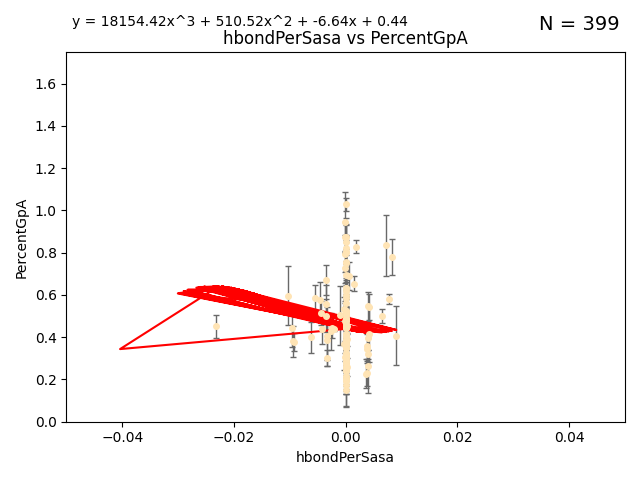 y = 18154.42x^3 + 510.52x^2 + -6.64x + 0.44
N = 399
hbondPerSasa vs PercentGpA
PercentGpA
1.6
1.4
1.2
1.0
0.8
0.6
0.4
0.2
0.0
−0.04 −0.02 0.00 0.02 0.04
hbondPerSasa